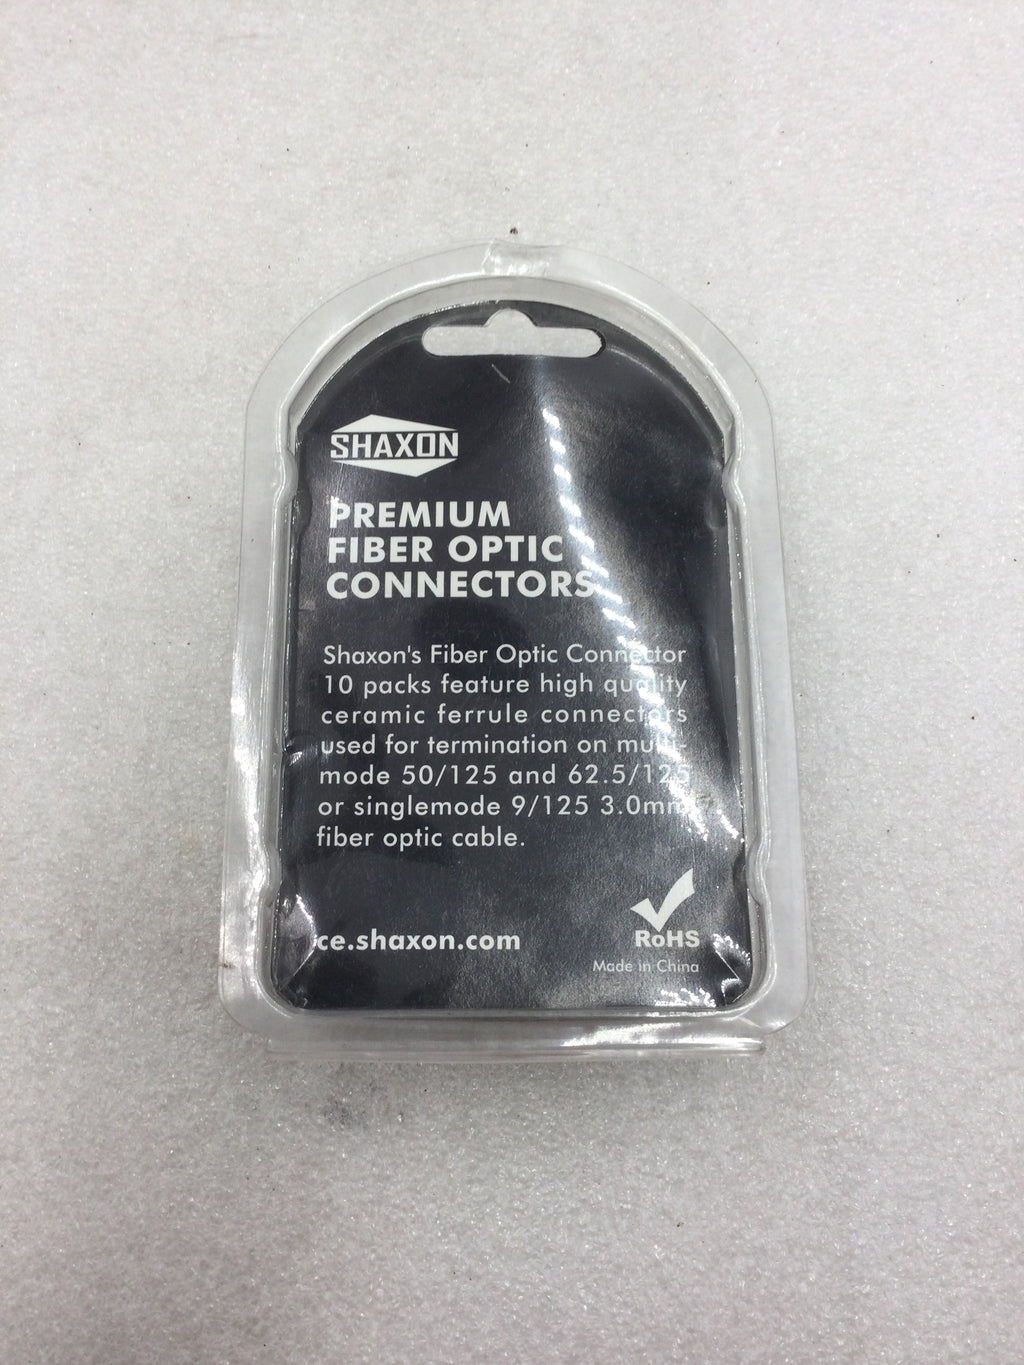 SHAXON
PREMIUM
FIBER OPTIC
CONNECTORS
Shaxon's Fiber Optic Connector
10 packs feature high quality
ceramic ferrule connectors
used for termination on multi-
mode 50/125 and 62.5/125
or singlemode 9/125 3.0mm
fiber optic cable.
ce.shaxon.com
RoHS
Made in China